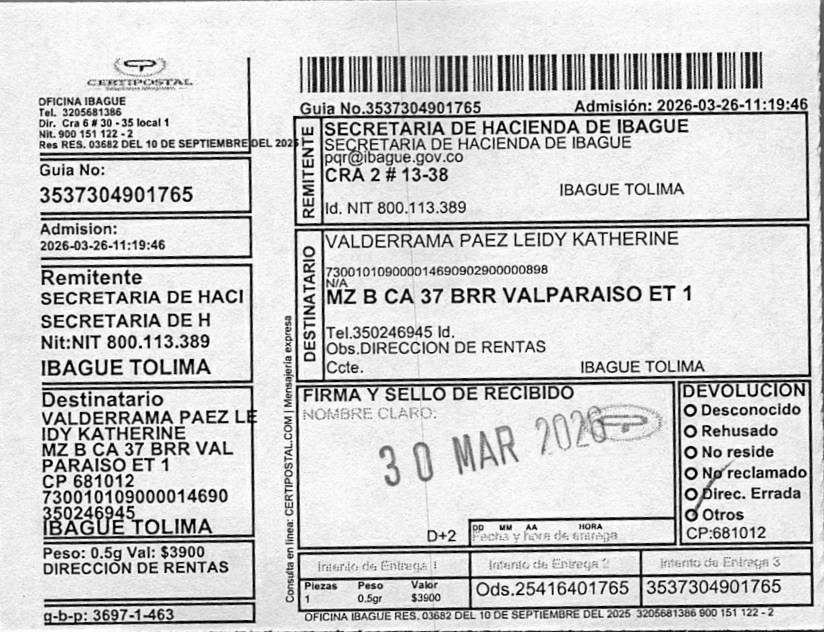 CERTIPOSTAL
OFICINA IBAGUE
Tel. 3205681386
Dir. Cra 6 # 30 - 35 local 1
Nit. 900 151 122 - 2
Res RES. 03682 DEL 10 DE SEPTIEMBRE DEL 2025
Guia No:
3537304901765
Admision:
2026-03-26-11:19:46
Remitente
SECRETARIA DE HACI
SECRETARIA DE H
Nit:NIT 800.113.389
IBAGUE TOLIMA
Destinatario
VALDERRAMA PAEZ LE
IDY KATHERINE
MZ B CA 37 BRR VAL
PARAISO ET 1
CP 681012
7300101090000014690
350246945
IBAGUE TOLIMA
Peso: 0.5g Val: $3900
DIRECCION DE RENTAS
g-b-p: 3697-1-463
Consulta en línea: CERTIPOSTAL.COM | Mensajería expresa
Guia No.3537304901765 Admisión: 2026-03-26-11:19:46
REMITENTE
SECRETARIA DE HACIENDA DE IBAGUE
SECRETARIA DE HACIENDA DE IBAGUE
pqr@ibague.gov.co
CRA 2 # 13-38
IBAGUE TOLIMA
Id. NIT 800.113.389
DESTINATARIO
VALDERRAMA PAEZ LEIDY KATHERINE
730010109000014690902900000898
N/A
MZ B CA 37 BRR VALPARAISO ET 1
Tel.350246945 Id.
Obs.DIRECCION DE RENTAS
Ccte. IBAGUE TOLIMA
FIRMA Y SELLO DE RECIBIDO
NOMBRE CLARO:
30 MAR 2026
D+2
DD MM AA HORA
Fecha y hora de entrega
DEVOLUCION
Desconocido
Rehusado
No reside
No reclamado
Direc. Errada
Otros
CP:681012
Intento de Entrega 1 Intento de Entrega 2 Intento de Entrega 3
Piezas Peso Valor
1 0.5gr $3900
Ods.25416401765
3537304901765
OFICINA IBAGUE RES. 03682 DEL 10 DE SEPTIEMBRE DEL 2025 3205681386 900 151 122 - 2